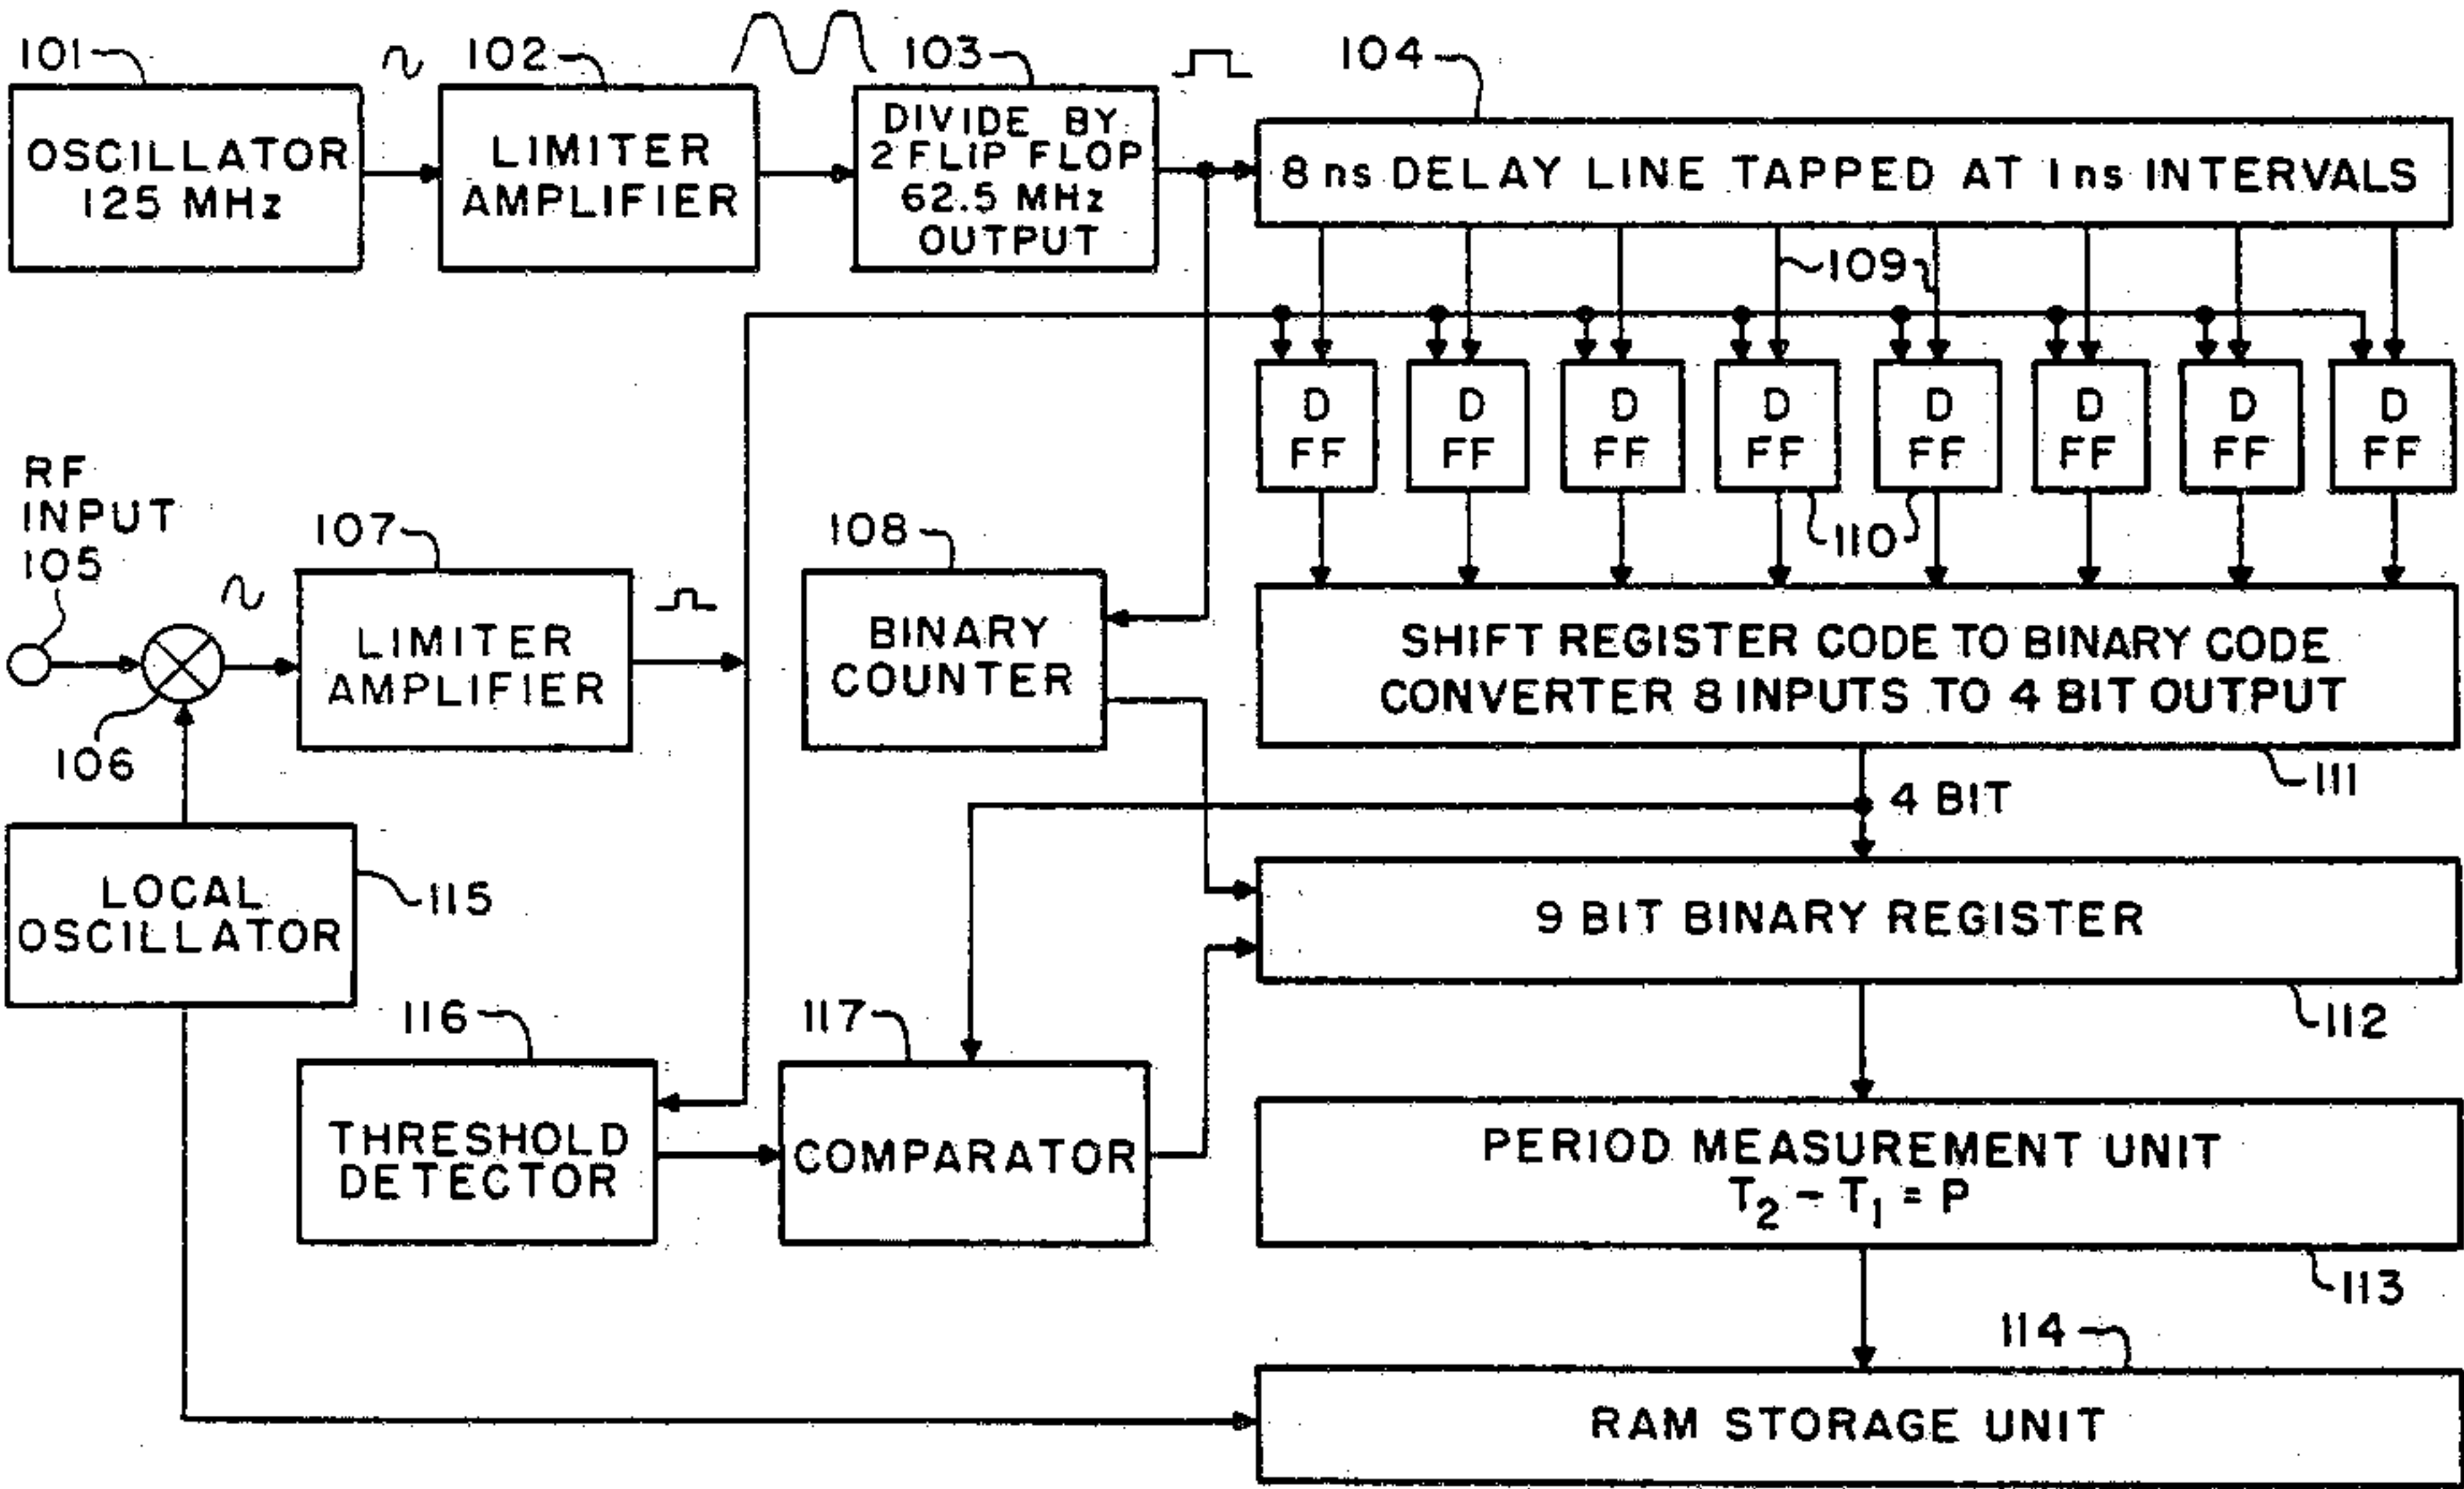 101
102
103
104
OSCILLATOR
125 MHz
LIMITER
AMPLIFIER
DIVIDE BY
2 FLIP FLOP
62.5 MHz
OUTPUT
8 ns DELAY LINE TAPPED AT 1 ns INTERVALS
109
D
FF
D
FF
D
FF
D
FF
D
FF
D
FF
D
FF
D
FF
110
RF
INPUT
105
107
108
LIMITER
AMPLIFIER
BINARY
COUNTER
SHIFT REGISTER CODE TO BINARY CODE
CONVERTER 8 INPUTS TO 4 BIT OUTPUT
106
111
4 BIT
LOCAL
OSCILLATOR
115
9 BIT BINARY REGISTER
112
116
117
THRESHOLD
DETECTOR
COMPARATOR
PERIOD MEASUREMENT UNIT
T2 - T1 = P
113
114
RAM STORAGE UNIT